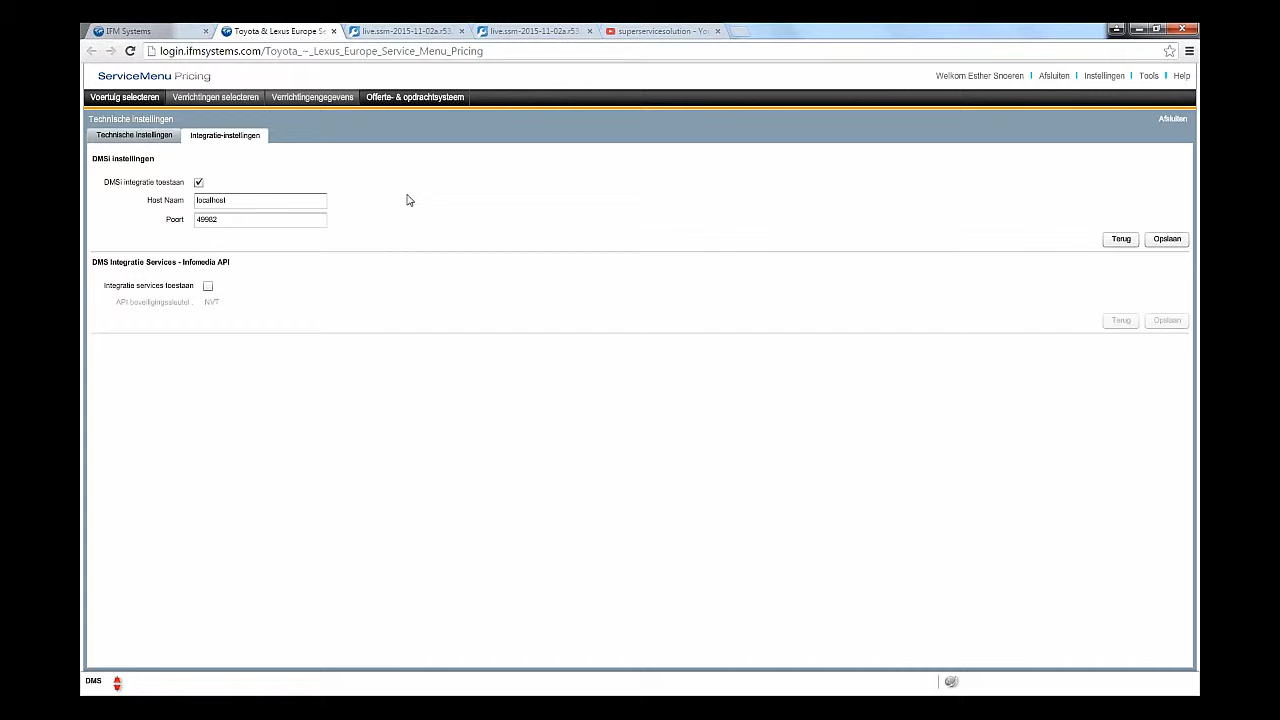 IFM Systems
Toyota & Lexus Europe Se
live.ssm-2015-11-02a.r53
live.ssm-2015-11-02a.r53
superservicesolution - Yo
login.ifmsystems.com/Toyota_~_Lexus_Europe_Service_Menu_Pricing
ServiceMenu Pricing
Welkom Esther Snoeren
Afsluiten
Instellingen
Tools
Help
Voertuig selecteren
Verrichtingen selecteren
Verrichtingengegevens
Offerte- & opdrachtsysteem
Technische instellingen
Afsluiten
Technische instellingen
Integratie-instellingen
DMSi instellingen
DMSi integratie toestaan
Host Naam
localhost
Poort
49982
Terug
Opslaan
DMS Integratie Services - Infomedia API
Integratie services toestaan
API beveiligingssleutel .
NVT
Terug
Opslaan
DMS